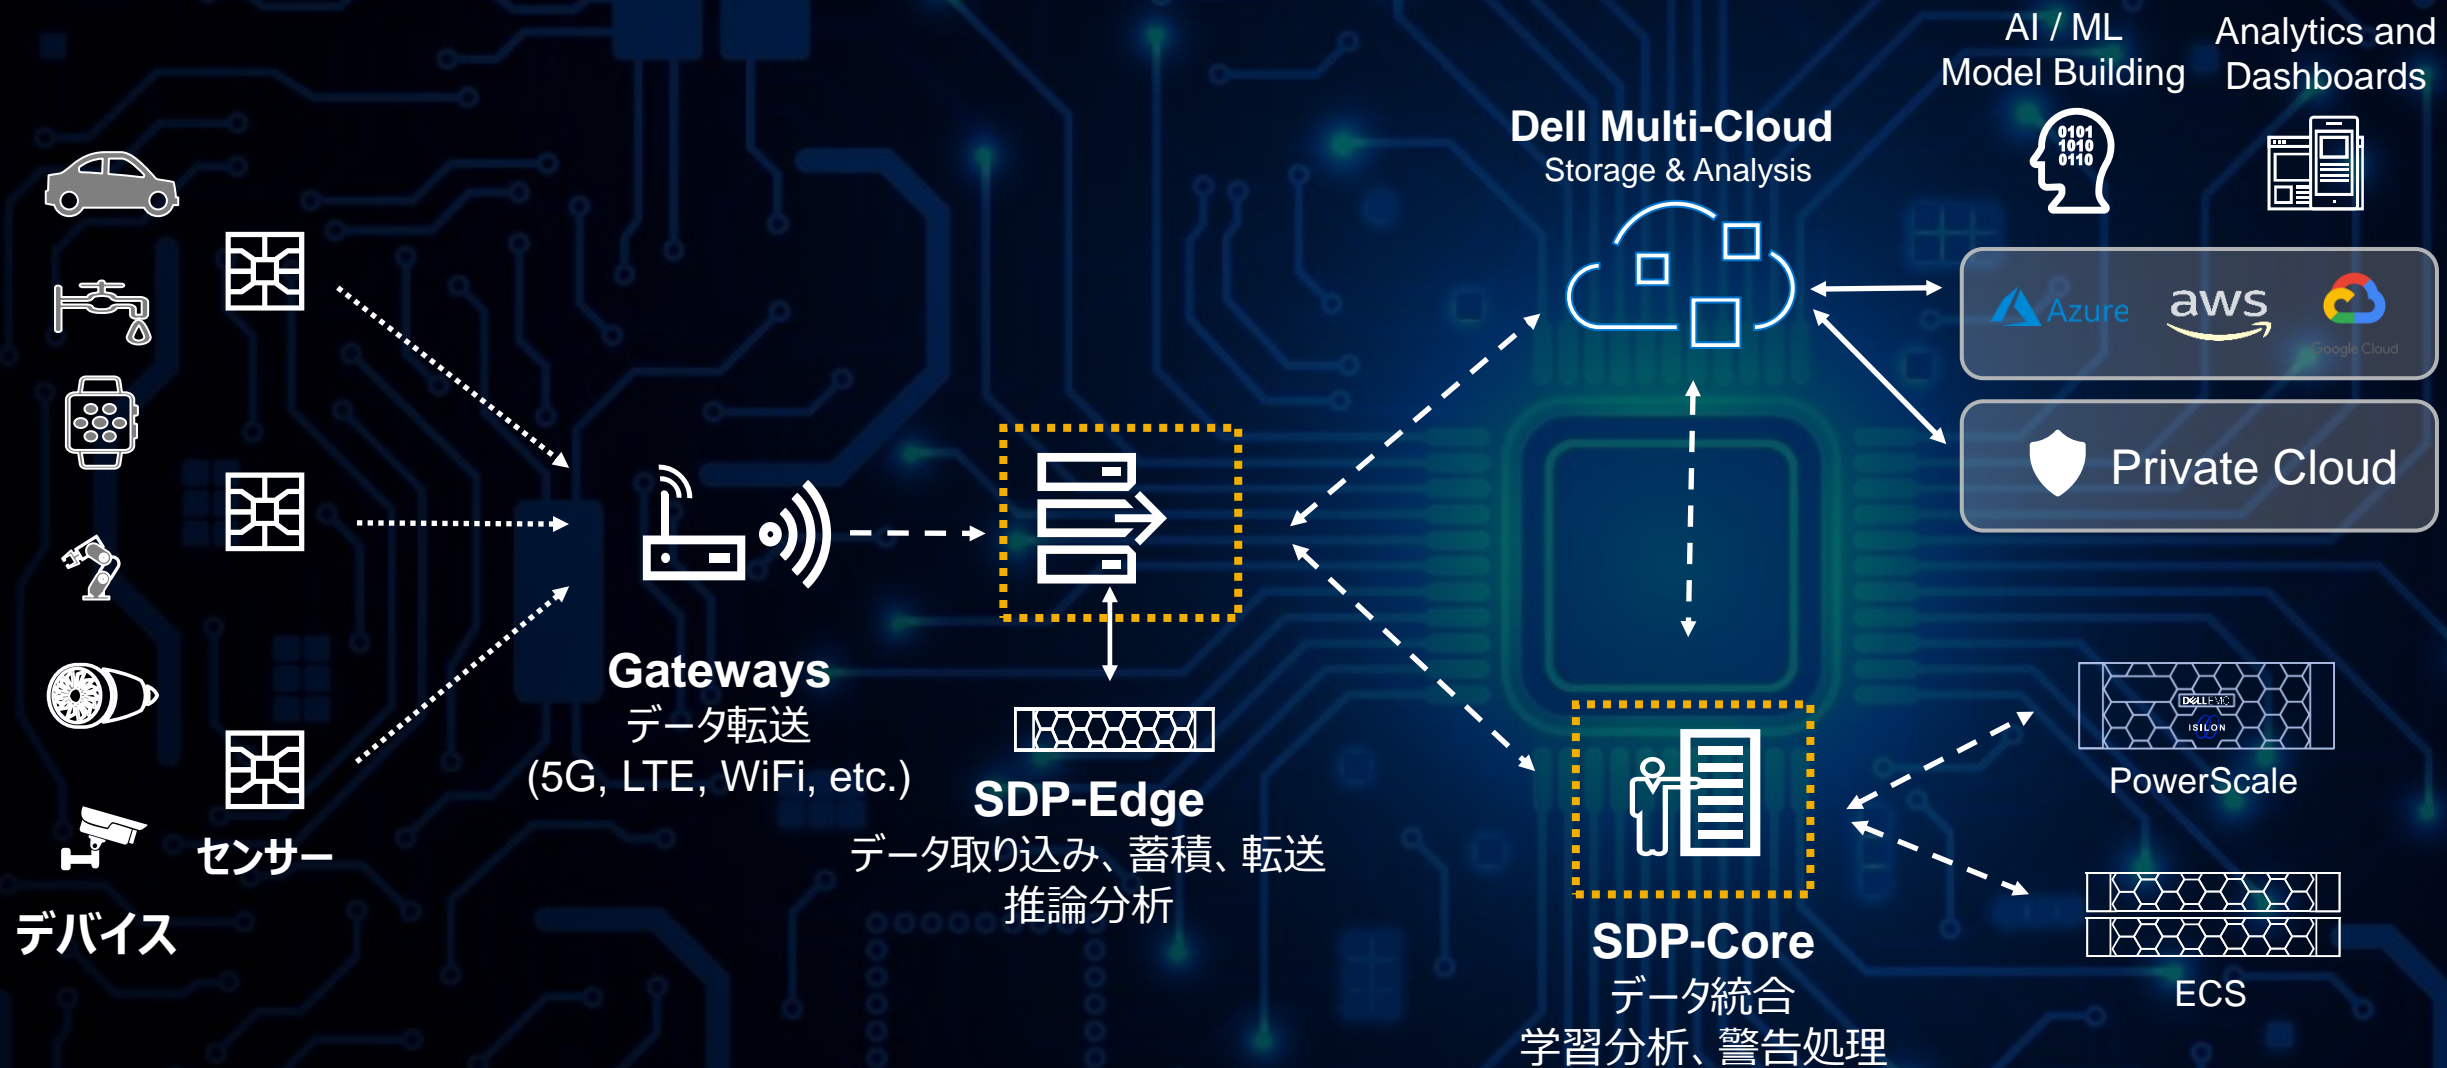 AI / ML
Model Building
Analytics and
Dashboards
0101
1010
0110
Dell Multi-Cloud
Storage & Analysis
Azure
aws
Google Cloud
Private Cloud
Gateways
データ転送
(5G, LTE, WiFi, etc.)
SDP-Edge
データ取り込み、蓄積、転送
推論分析
センサー
デバイス
DELLEMC
ISILON
PowerScale
SDP-Core
データ統合
学習分析、警告処理
ECS